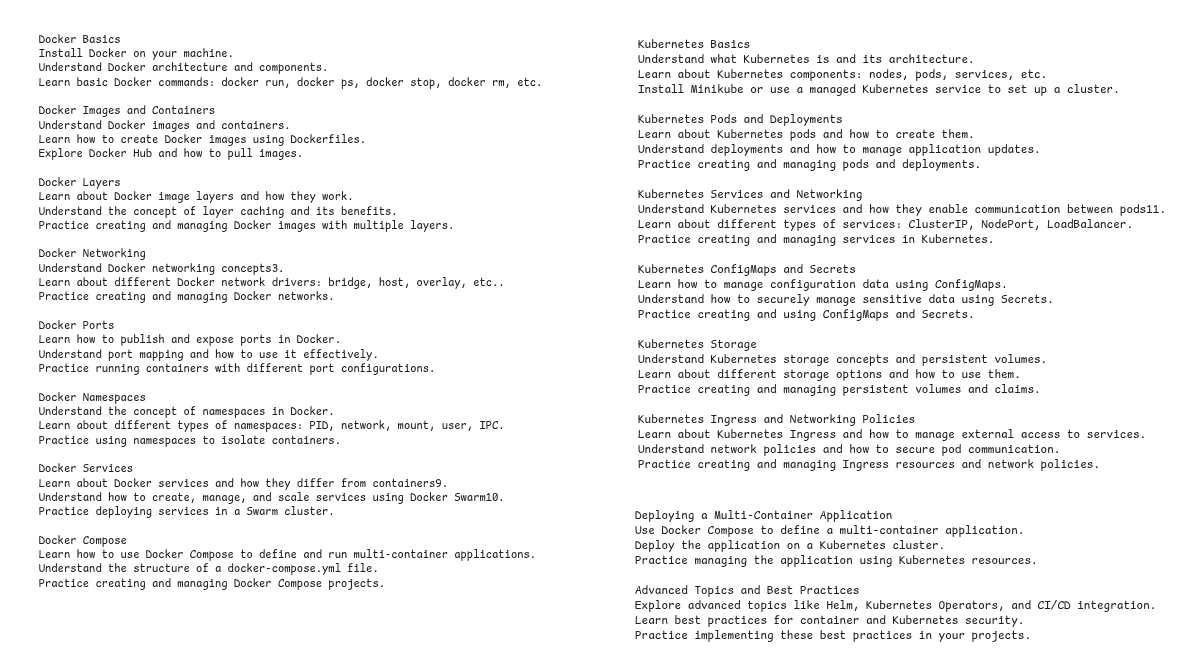 Docker Basics
Install Docker on your machine.
Understand Docker architecture and components.
Learn basic Docker commands: docker run, docker ps, docker stop, docker rm, etc.

Docker Images and Containers
Understand Docker images and containers.
Learn how to create Docker images using Dockerfiles.
Explore Docker Hub and how to pull images.

Docker Layers
Learn about Docker image layers and how they work.
Understand the concept of layer caching and its benefits.
Practice creating and managing Docker images with multiple layers.

Docker Networking
Understand Docker networking concepts3.
Learn about different Docker network drivers: bridge, host, overlay, etc..
Practice creating and managing Docker networks.

Docker Ports
Learn how to publish and expose ports in Docker.
Understand port mapping and how to use it effectively.
Practice running containers with different port configurations.

Docker Namespaces
Understand the concept of namespaces in Docker.
Learn about different types of namespaces: PID, network, mount, user, IPC.
Practice using namespaces to isolate containers.

Docker Services
Learn about Docker services and how they differ from containers9.
Understand how to create, manage, and scale services using Docker Swarm10.
Practice deploying services in a Swarm cluster.

Docker Compose
Learn how to use Docker Compose to define and run multi-container applications.
Understand the structure of a docker-compose.yml file.
Practice creating and managing Docker Compose projects.

Kubernetes Basics
Understand what Kubernetes is and its architecture.
Learn about Kubernetes components: nodes, pods, services, etc.
Install Minikube or use a managed Kubernetes service to set up a cluster.

Kubernetes Pods and Deployments
Learn about Kubernetes pods and how to create them.
Understand deployments and how to manage application updates.
Practice creating and managing pods and deployments.

Kubernetes Services and Networking
Understand Kubernetes services and how they enable communication between pods11.
Learn about different types of services: ClusterIP, NodePort, LoadBalancer.
Practice creating and managing services in Kubernetes.

Kubernetes ConfigMaps and Secrets
Learn how to manage configuration data using ConfigMaps.
Understand how to securely manage sensitive data using Secrets.
Practice creating and using ConfigMaps and Secrets.

Kubernetes Storage
Understand Kubernetes storage concepts and persistent volumes.
Learn about different storage options and how to use them.
Practice creating and managing persistent volumes and claims.

Kubernetes Ingress and Networking Policies
Learn about Kubernetes Ingress and how to manage external access to services.
Understand network policies and how to secure pod communication.
Practice creating and managing Ingress resources and network policies.

Deploying a Multi-Container Application
Use Docker Compose to define a multi-container application.
Deploy the application on a Kubernetes cluster.
Practice managing the application using Kubernetes resources.

Advanced Topics and Best Practices
Explore advanced topics like Helm, Kubernetes Operators, and CI/CD integration.
Learn best practices for container and Kubernetes security.
Practice implementing these best practices in your projects.